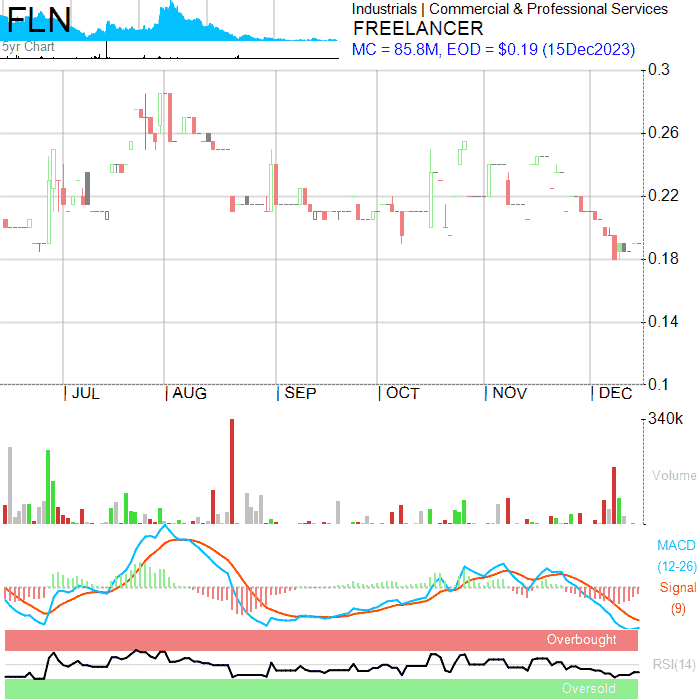 FLN
5yr Chart
Industrials | Commercial & Professional Services
FREELANCER
MC = 85.8M, EOD = $0.19 (15Dec2023)
0.3
0.26
0.22
0.18
0.14
0.1
JUL AUG SEP OCT NOV DEC
340k
Volume
MACD
(12-26)
Signal
(9)
Overbought
RSI(14)
Oversold